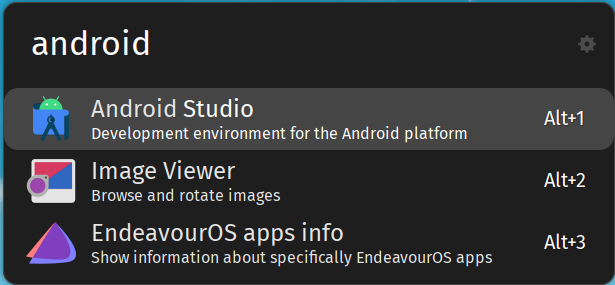 android
Android Studio
Development environment for the Android platform
Alt+1
Image Viewer
Browse and rotate images
Alt+2
EndeavourOS apps info
Show information about specifically EndeavourOS apps
Alt+3